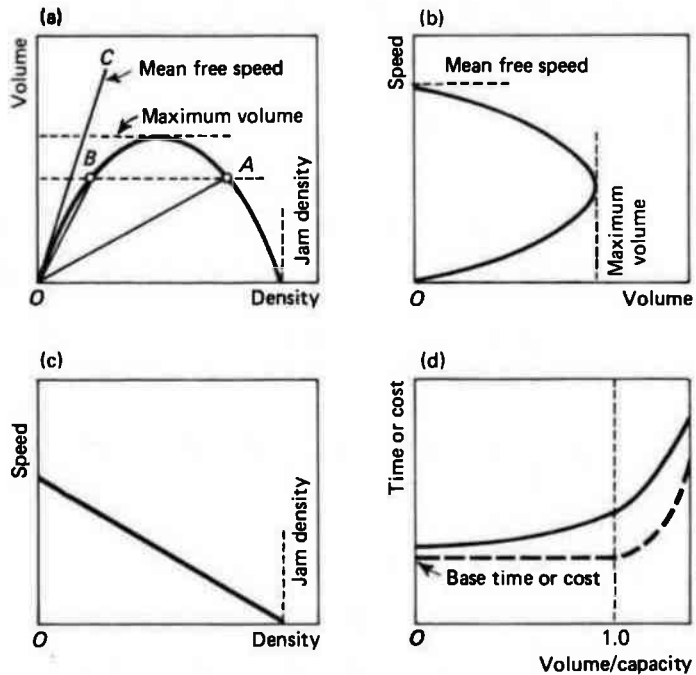 (a)
Volume
C
Mean free speed
Maximum volume
B
A
Jam density
O
Density
(b)
Speed
Mean free speed
Maximum
volume
Volume
(c)
Speed
Jam density
O
Density
(d)
Time or cost
Base time or cost
O
1.0
Volume/capacity